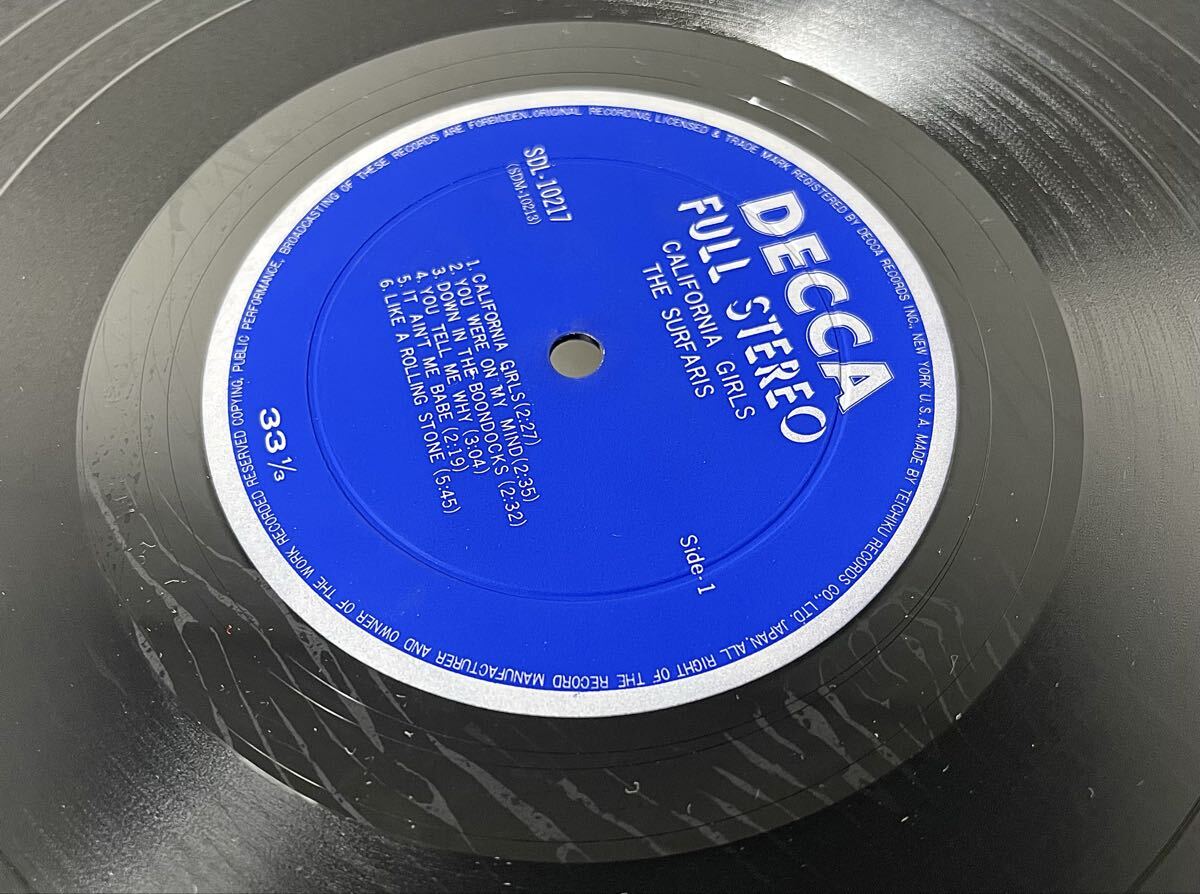 DECCA
FULL STEREO
CALIFORNIA GIRLS
THE SURFARIS
SDL-10217
(SDM-10213)
Side-1
1. CALIFORNIA GIRLS (2:27)
2. YOU WERE ON MY MIND (2:35)
3. DOWN IN THE BOONDOCKS (2:32)
4. YOU TELL ME WHY (3:04)
5. IT AIN'T ME BABE (2:19)
6. LIKE A ROLLING STONE (5:45)
33 1/3
ORIGINAL RECORDING, LICENSED & TRADE MARK REGISTERED BY DECCA RECORDS INC., NEW YORK U.S.A. MADE BY TEICHIKU RECORDS CO., LTD. JAPAN, ALL RIGHT OF THE RECORD MANUFACTURER AND OWNER OF THE WORK RECORDED RESERVED COPYING, PUBLIC PERFORMANCE, BROADCASTING OF THESE RECORDS ARE FORBIDDEN.